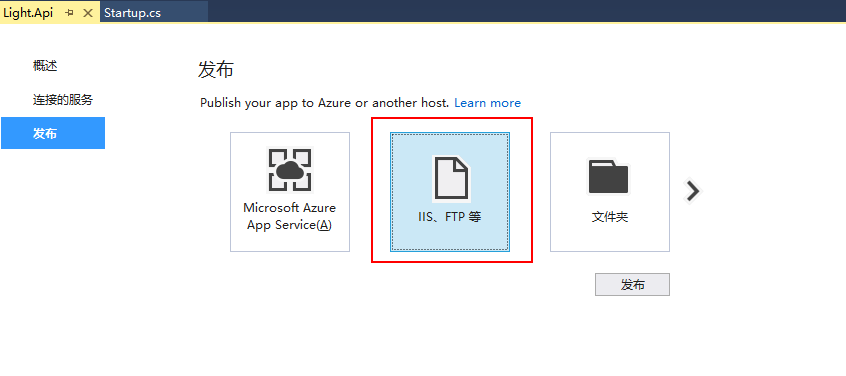 Light.Api
Startup.cs
概述
连接的服务
发布
发布
Publish your app to Azure or another host. Learn more
Microsoft Azure
App Service(A)
IIS、FTP 等
文件夹
发布